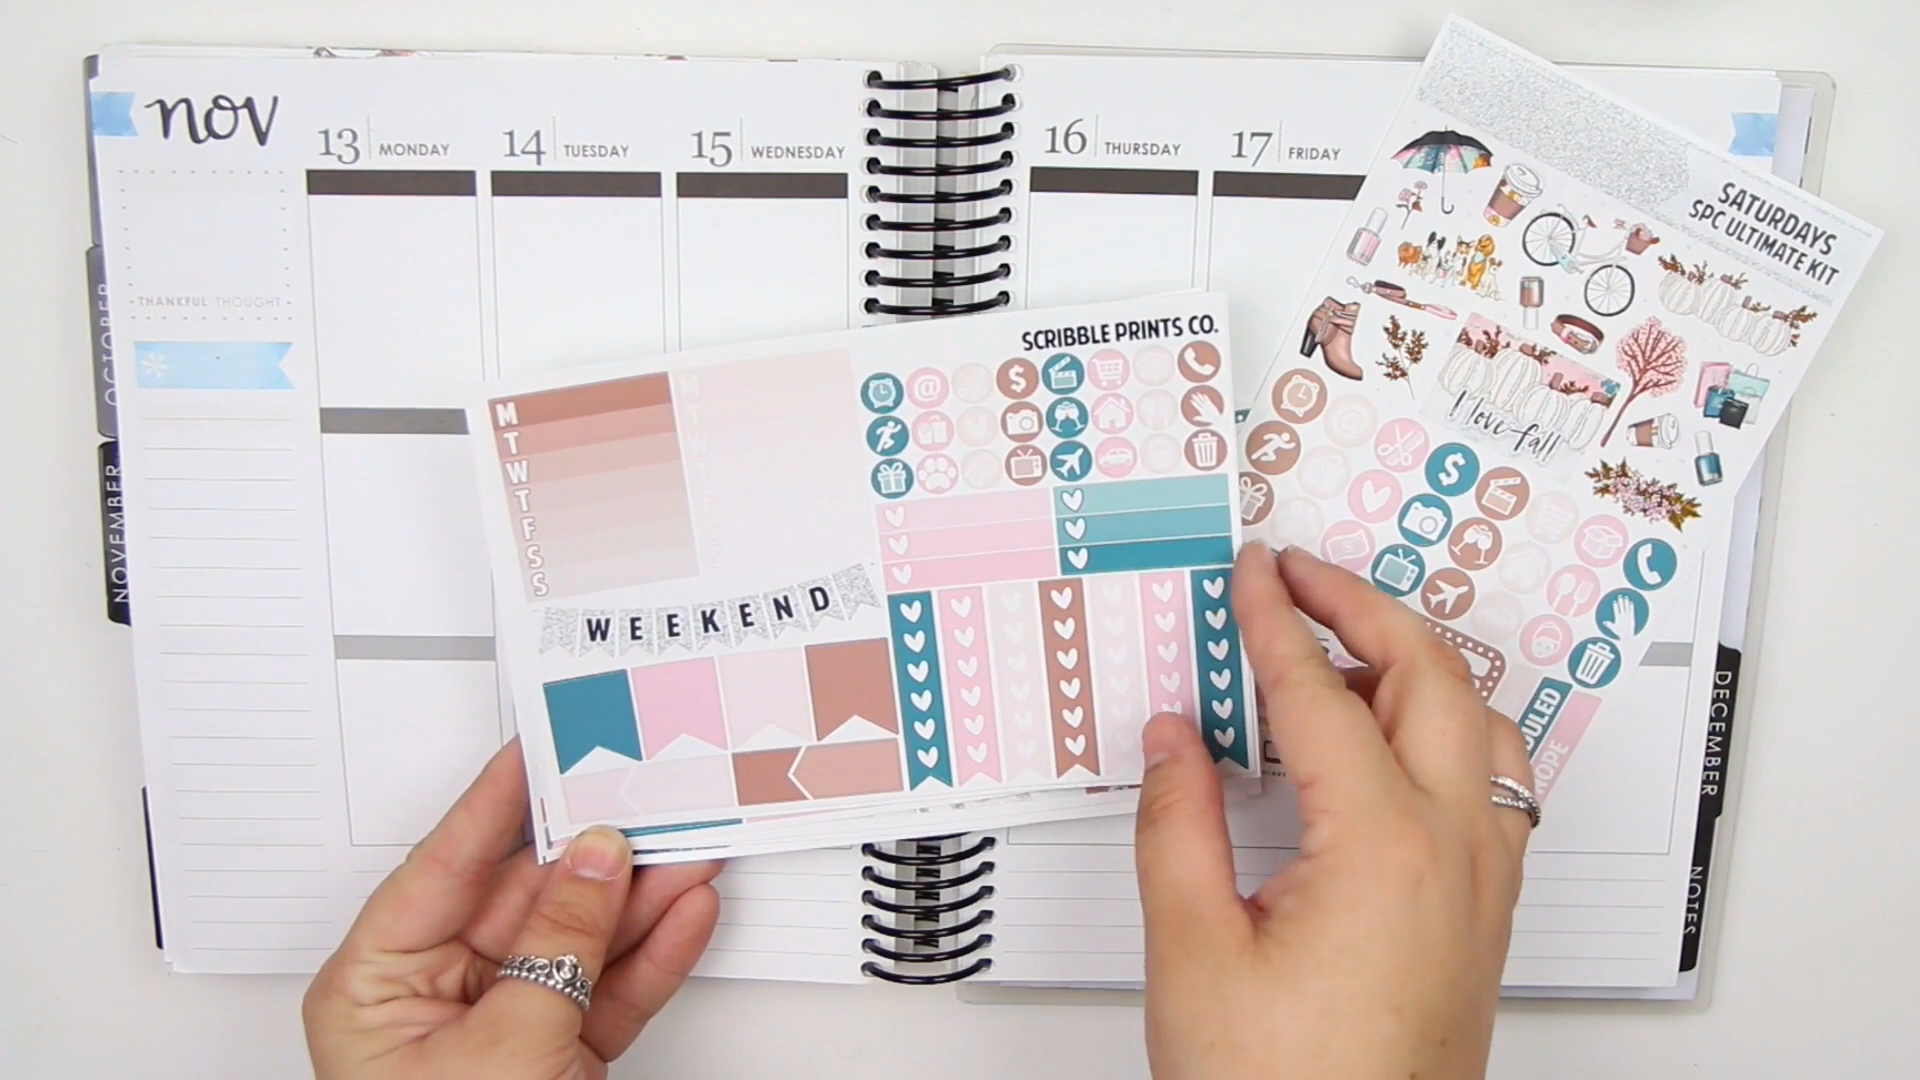 nov
13 MONDAY
14 TUESDAY
15 WEDNESDAY
16 THURSDAY
17 FRIDAY
THANKFUL THOUGHT
OCTOBER
NOVEMBER
DECEMBER
NOTES
SCRIBBLE PRINTS CO.
M
T
W
T
F
S
S
M
T
W
T
F
S
S
@
$
WEEKEND
SATURDAYS
SPC ULTIMATE KIT
I love fall
@
$
NOPE